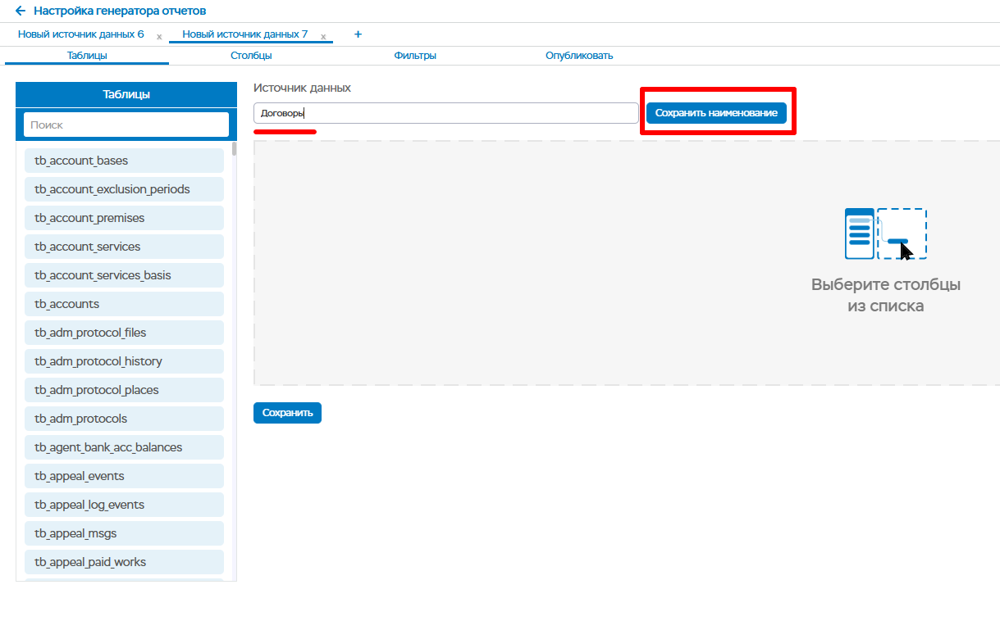 Настройка генератора отчетов
Новый источник данных 6 x Новый источник данных 7 x +
Таблицы Столбцы Фильтры Опубликовать
Таблицы
Поиск
tb_account_bases
tb_account_exclusion_periods
tb_account_premises
tb_account_services
tb_account_services_basis
tb_accounts
tb_adm_protocol_files
tb_adm_protocol_history
tb_adm_protocol_places
tb_adm_protocols
tb_agent_bank_acc_balances
tb_appeal_events
tb_appeal_log_events
tb_appeal_msgs
tb_appeal_paid_works
Источник данных
Договоры
Сохранить наименование
Выберите столбцы
из списка
Сохранить